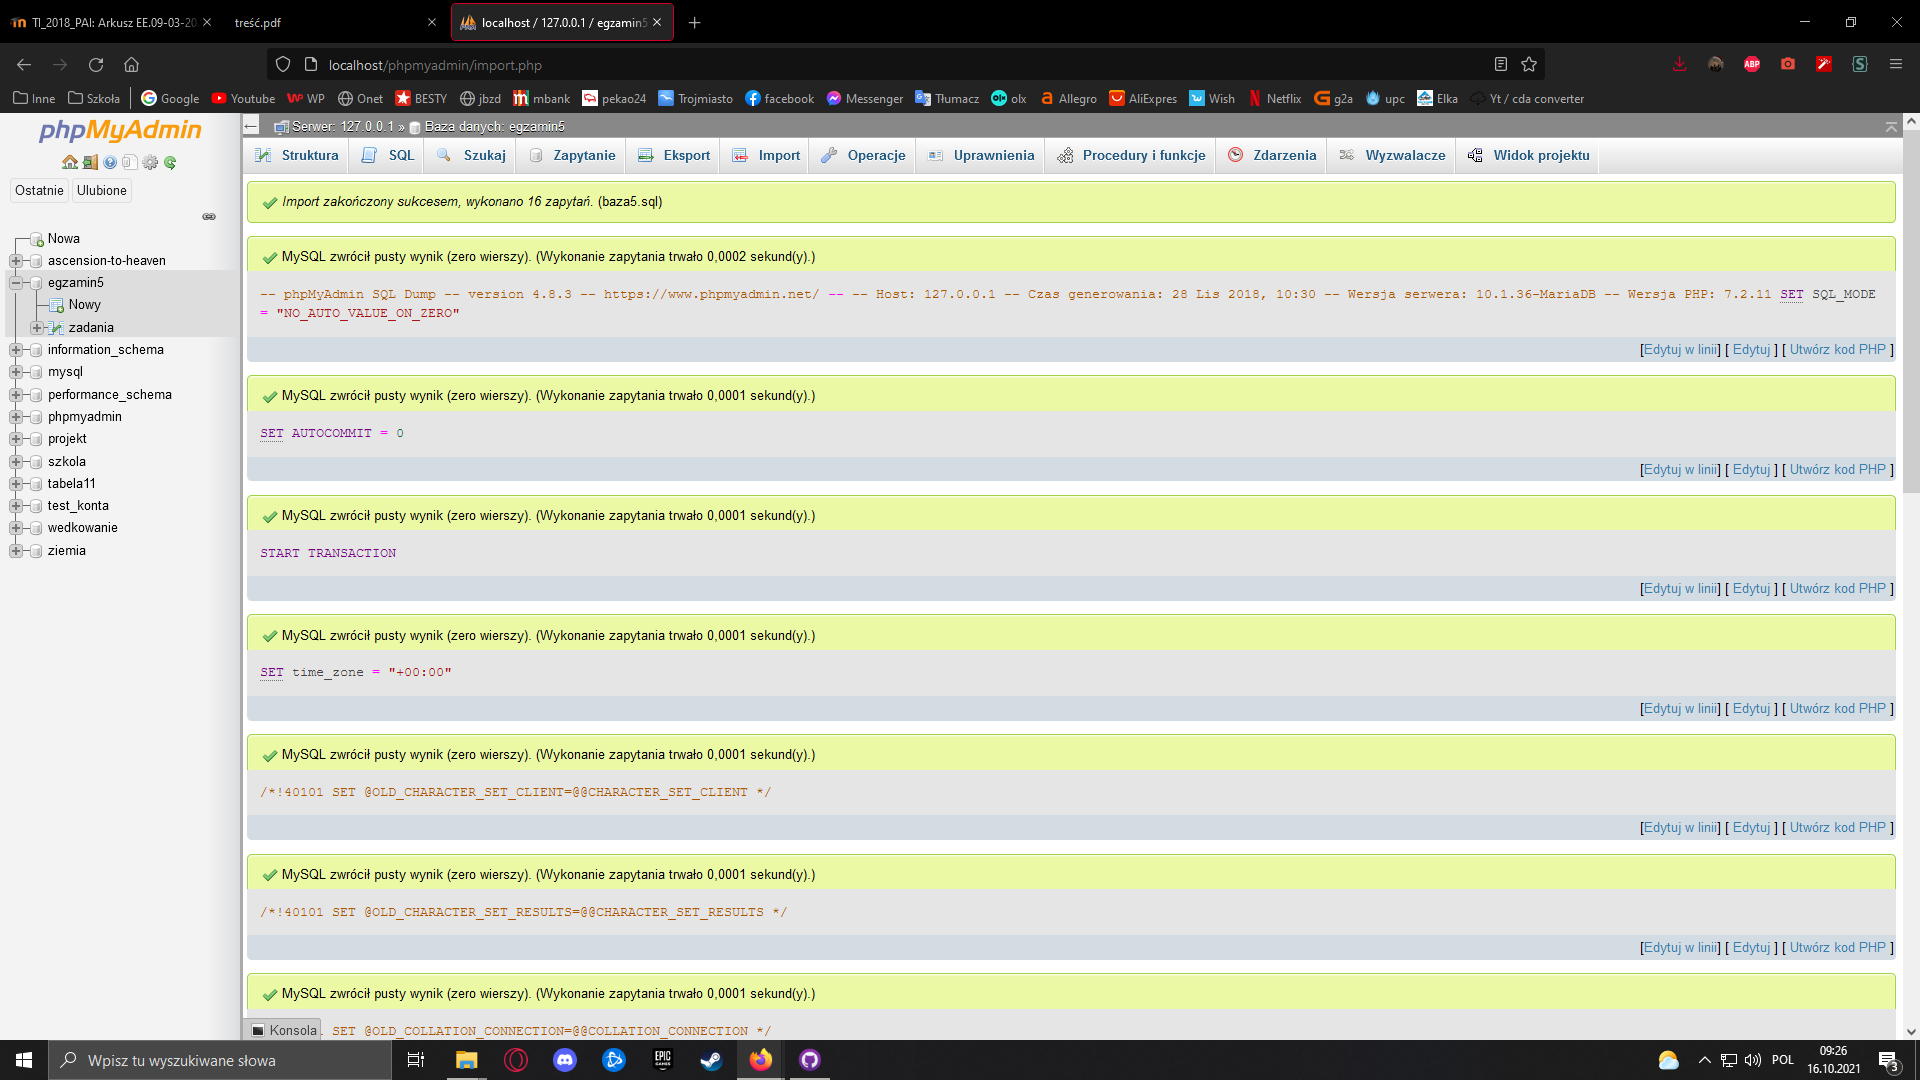 TI_2018_PAI: Arkusz EE.09-03-20
treść.pdf
localhost / 127.0.0.1 / egzamin5
localhost/phpmyadmin/import.php
Inne
Szkoła
Google
Youtube
WP
Onet
BESTY
jbzd
mbank
pekao24
Trojmiasto
facebook
Messenger
Tłumacz
olx
Allegro
AliExpres
Wish
Netflix
g2a
upc
Elka
Yt / cda converter
phpMyAdmin
Ostatnie
Ulubione
Nowa
ascension-to-heaven
egzamin5
Nowy
zadania
information_schema
mysql
performance_schema
phpmyadmin
projekt
szkola
tabela11
test_konta
wedkowanie
ziemia
Serwer: 127.0.0.1 » Baza danych: egzamin5
Struktura
SQL
Szukaj
Zapytanie
Eksport
Import
Operacje
Uprawnienia
Procedury i funkcje
Zdarzenia
Wyzwalacze
Widok projektu
Import zakończony sukcesem, wykonano 16 zapytań. (baza5.sql)
MySQL zwrócił pusty wynik (zero wierszy). (Wykonanie zapytania trwało 0,0002 sekund(y).)
-- phpMyAdmin SQL Dump -- version 4.8.3 -- https://www.phpmyadmin.net/ -- -- Host: 127.0.0.1 -- Czas generowania: 28 Lis 2018, 10:30 -- Wersja serwera: 10.1.36-MariaDB -- Wersja PHP: 7.2.11 SET SQL_MODE
= "NO_AUTO_VALUE_ON_ZERO"
[Edytuj w linii] [ Edytuj ] [ Utwórz kod PHP ]
MySQL zwrócił pusty wynik (zero wierszy). (Wykonanie zapytania trwało 0,0001 sekund(y).)
SET AUTOCOMMIT = 0
[Edytuj w linii] [ Edytuj ] [ Utwórz kod PHP ]
MySQL zwrócił pusty wynik (zero wierszy). (Wykonanie zapytania trwało 0,0001 sekund(y).)
START TRANSACTION
[Edytuj w linii] [ Edytuj ] [ Utwórz kod PHP ]
MySQL zwrócił pusty wynik (zero wierszy). (Wykonanie zapytania trwało 0,0001 sekund(y).)
SET time_zone = "+00:00"
[Edytuj w linii] [ Edytuj ] [ Utwórz kod PHP ]
MySQL zwrócił pusty wynik (zero wierszy). (Wykonanie zapytania trwało 0,0001 sekund(y).)
/*!40101 SET @OLD_CHARACTER_SET_CLIENT=@@CHARACTER_SET_CLIENT */
[Edytuj w linii] [ Edytuj ] [ Utwórz kod PHP ]
MySQL zwrócił pusty wynik (zero wierszy). (Wykonanie zapytania trwało 0,0001 sekund(y).)
/*!40101 SET @OLD_CHARACTER_SET_RESULTS=@@CHARACTER_SET_RESULTS */
[Edytuj w linii] [ Edytuj ] [ Utwórz kod PHP ]
MySQL zwrócił pusty wynik (zero wierszy). (Wykonanie zapytania trwało 0,0001 sekund(y).)
Konsola
SET @OLD_COLLATION_CONNECTION=@@COLLATION_CONNECTION */
Wpisz tu wyszukiwane słowa
EPIC GAMES
POL
09:26
16.10.2021
3
ABP